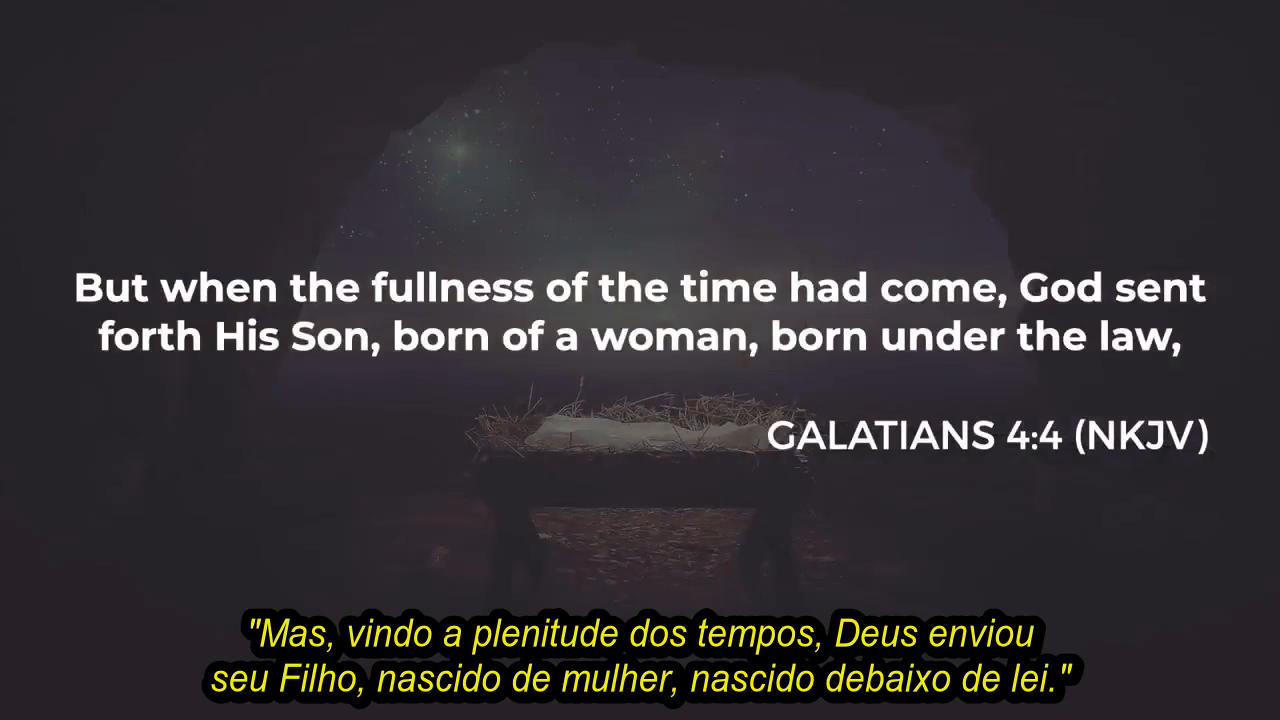 But when the fullness of the time had come, God sent
forth His Son, born of a woman, born under the law,
GALATIANS 4:4 (NKJV)
"Mas, vindo a plenitude dos tempos, Deus enviou
seu Filho, nascido de mulher, nascido debaixo de lei."